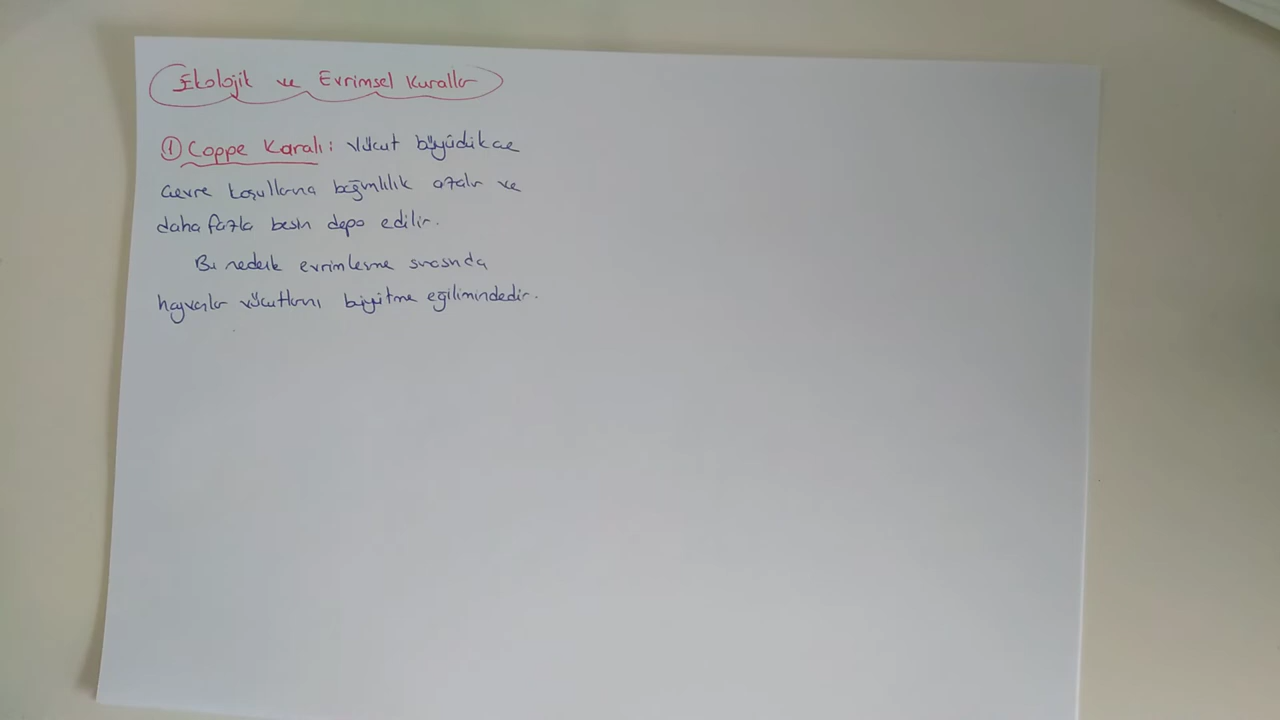 Ekolojik ve Evrimsel Kurallar
① Coppe Kuralı: Vücut büyüdükçe
çevre koşullarına bağımlılık azalır ve
daha fazla besin depo edilir.
Bu nedenle evrimleşme sırasında
hayvanlar vücutlarını büyütme eğilimindedir.